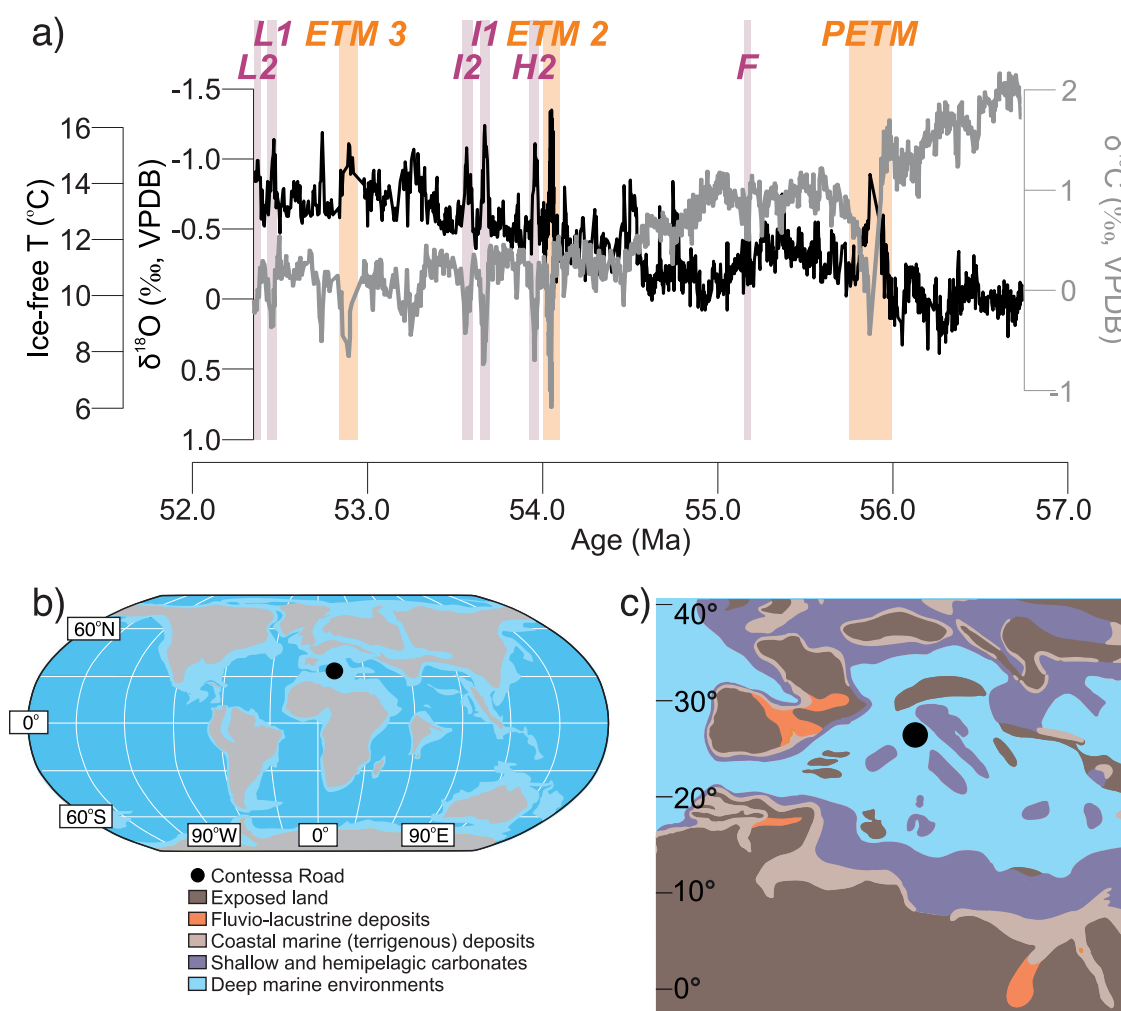 a)
L1 ETM 3 I1 ETM 2 PETM
L2 I2 H2 F
Ice-free T (°C)
16
14
12
10
8
6
δ¹⁸O (‰, VPDB)
-1.5
-1.0
-0.5
0
0.5
1.0
2
1
0
-1
(‰, VPDB)
52.0 53.0 54.0 55.0 56.0 57.0
Age (Ma)
b)
60°N
0°
60°S
90°W 0° 90°E
Contessa Road
Exposed land
Fluvio-lacustrine deposits
Coastal marine (terrigenous) deposits
Shallow and hemipelagic carbonates
Deep marine environments
c)
40°
30°
20°
10°
0°